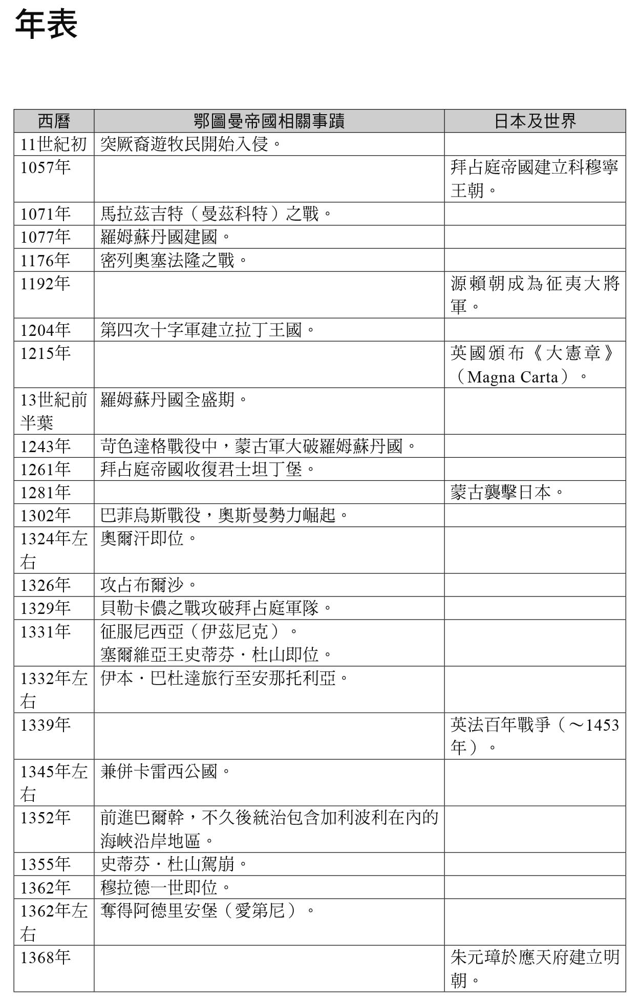 年表
西曆 鄂圖曼帝國相關事蹟 日本及世界
11世紀初 突厥裔遊牧民開始入侵。
1057年 拜占庭帝國建立科穆寧
王朝。
1071年 馬拉茲吉特（曼茲科特）之戰。
1077年 羅姆蘇丹國建國。
1176年 密列奧塞法隆之戰。
1192年 源賴朝成為征夷大將
軍。
1204年 第四次十字軍建立拉丁王國。
1215年 英國頒布《大憲章》
（Magna Carta）。
13世紀前 羅姆蘇丹國全盛期。
半葉
1243年 苛色達格戰役中，蒙古軍大破羅姆蘇丹國。
1261年 拜占庭帝國收復君士坦丁堡。
1281年 蒙古襲擊日本。
1302年 巴菲烏斯戰役，奧斯曼勢力崛起。
1324年左 奧爾汗即位。
右
1326年 攻占布爾沙。
1329年 貝勒卡儂之戰攻破拜占庭軍隊。
1331年 征服尼西亞（伊茲尼克）。
塞爾維亞王史蒂芬．杜山即位。
1332年左 伊本．巴杜達旅行至安那托利亞。
右
1339年 英法百年戰爭（～1453
年）。
1345年左 兼併卡雷西公國。
右
1352年 前進巴爾幹，不久後統治包含加利波利在內的
海峽沿岸地區。
1355年 史蒂芬．杜山駕崩。
1362年 穆拉德一世即位。
1362年左 奪得阿德里安堡（愛第尼）。
右
1368年 朱元璋於應天府建立明
朝。